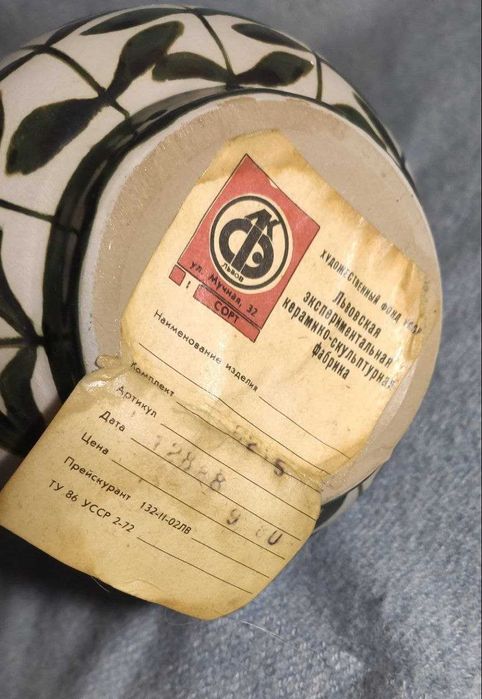 ЛЬВОВ
ул. Мучная, 32
1 СОРТ
ХУДОЖЕСТВЕННЫЙ ФОНД УССР
Львовская
экспериментальная
керамико-скульптурная
фабрика
Наименование изделия
Комплект
Артикул
Дата
Цена 9
Прейскурант 132-11-02ЛВ
ТУ 86 УССР 2-72